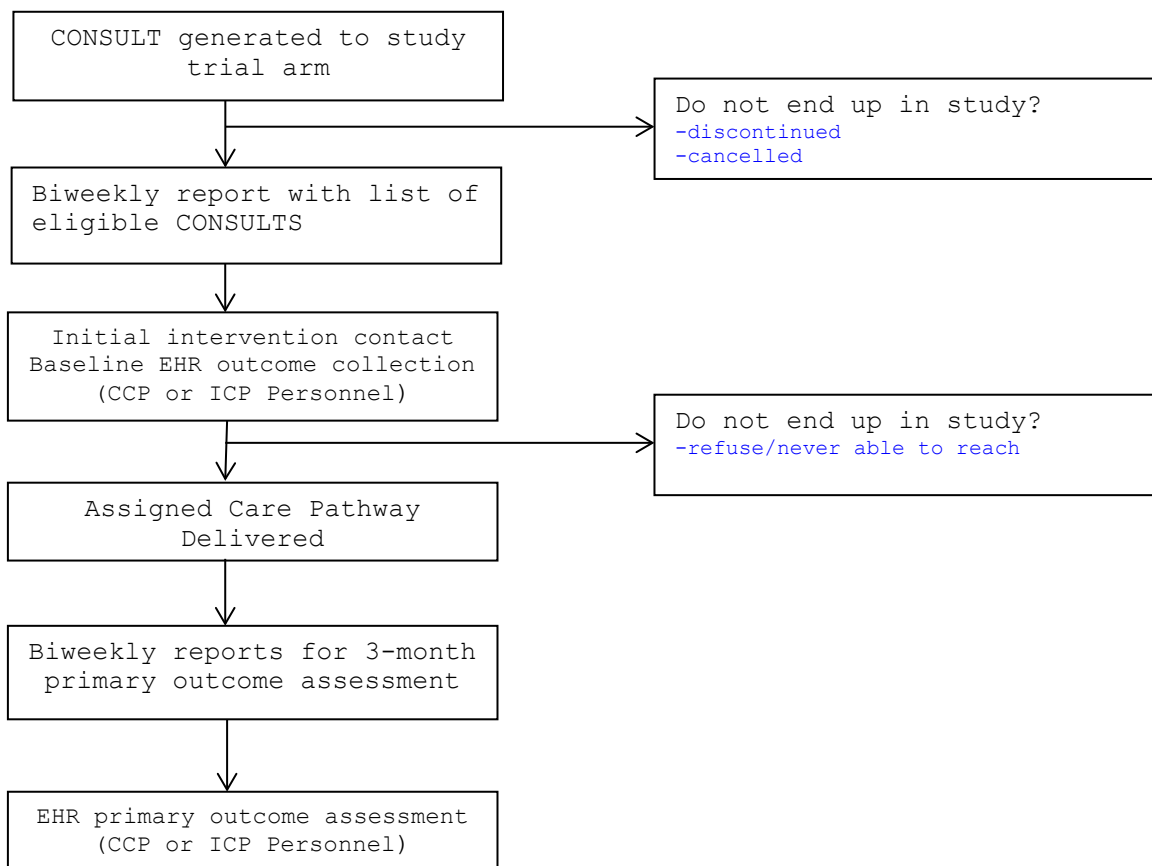 CONSULT generated to study
trial arm
Do not end up in study?
-discontinued
-cancelled
Biweekly report with list of
eligible CONSULTS
Initial intervention contact
Baseline EHR outcome collection
(CCP or ICP Personnel)
Do not end up in study?
-refuse/never able to reach
Assigned Care Pathway
Delivered
Biweekly reports for 3-month
primary outcome assessment
EHR primary outcome assessment
(CCP or ICP Personnel)